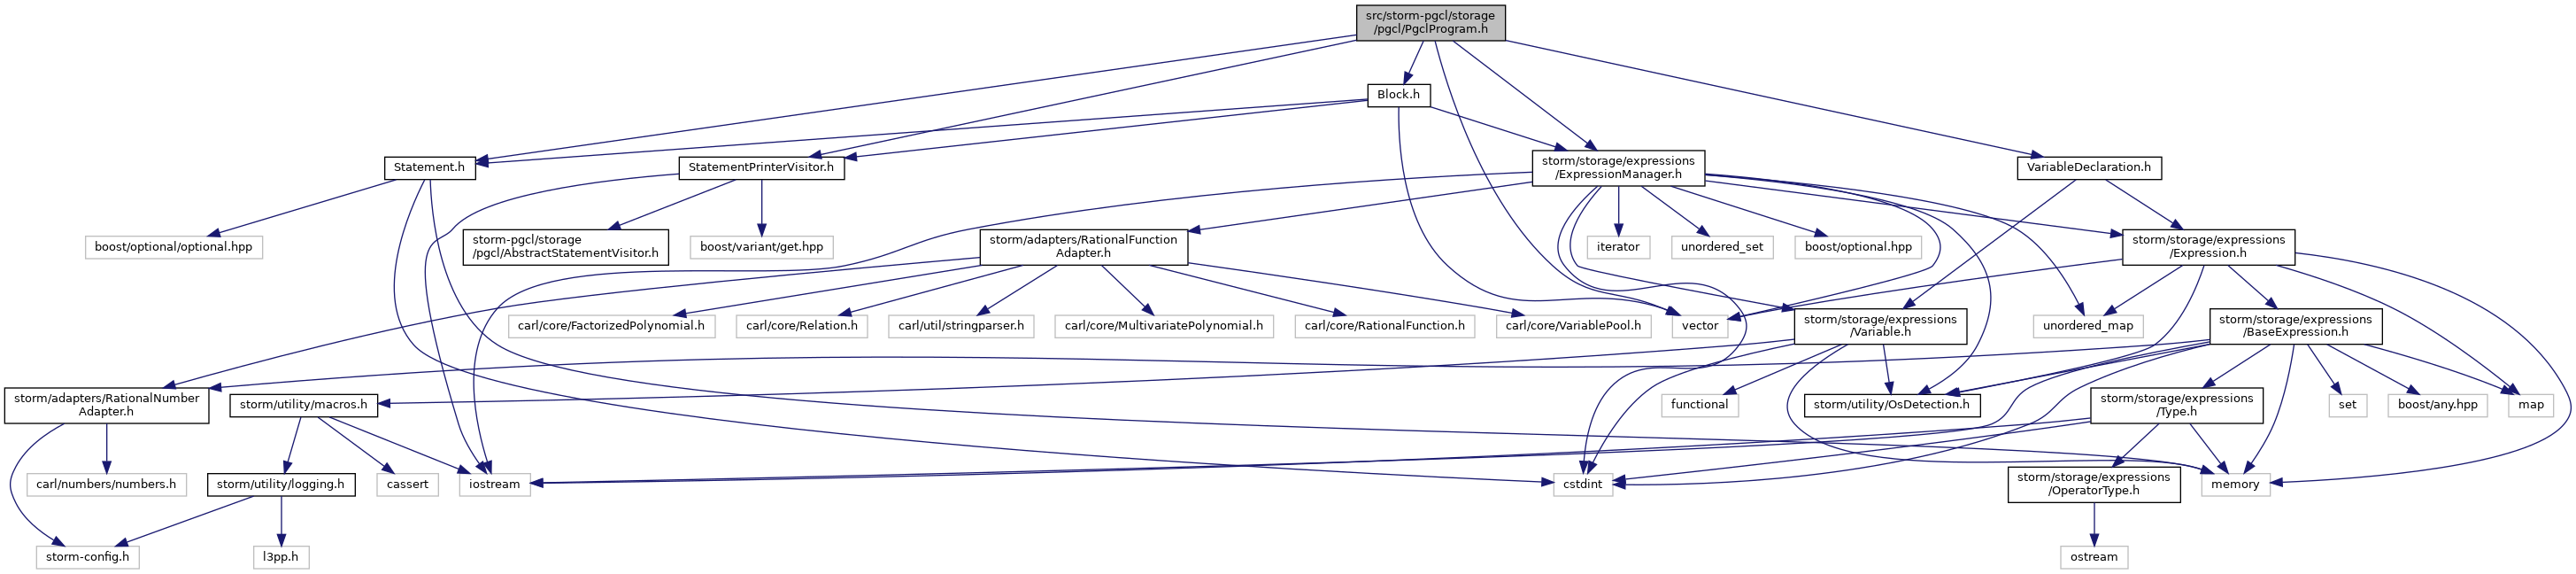 src/storm-pgcl/storage
/pgcl/PgclProgram.h
Block.h
Statement.h
StatementPrinterVisitor.h
storm/storage/expressions
/ExpressionManager.h
VariableDeclaration.h
boost/optional/optional.hpp
storm-pgcl/storage
/pgcl/AbstractStatementVisitor.h
boost/variant/get.hpp
storm/adapters/RationalFunction
Adapter.h
iterator
unordered_set
boost/optional.hpp
storm/storage/expressions
/Expression.h
carl/core/FactorizedPolynomial.h
carl/core/Relation.h
carl/util/stringparser.h
carl/core/MultivariatePolynomial.h
carl/core/RationalFunction.h
carl/core/VariablePool.h
vector
storm/storage/expressions
/Variable.h
unordered_map
storm/storage/expressions
/BaseExpression.h
storm/adapters/RationalNumber
Adapter.h
storm/utility/macros.h
functional
storm/utility/OsDetection.h
storm/storage/expressions
/Type.h
set
boost/any.hpp
map
carl/numbers/numbers.h
storm/utility/logging.h
cassert
iostream
cstdint
storm/storage/expressions
/OperatorType.h
memory
storm-config.h
l3pp.h
ostream